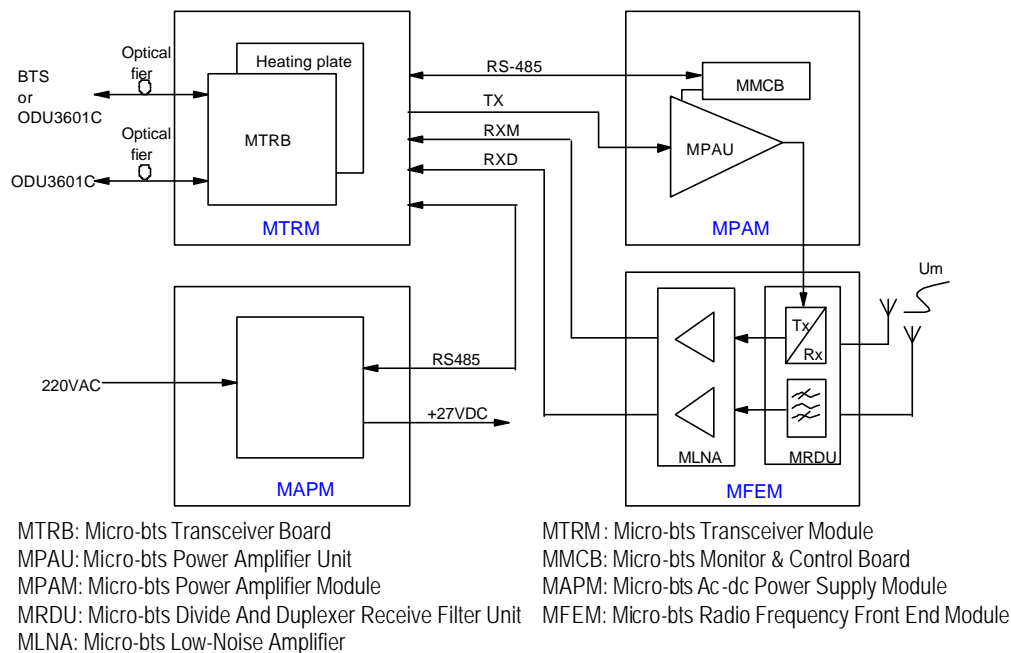 Optical
fier
BTS
or
ODU3601C
Optical
fier
ODU3601C
Heating plate
MTRB
MTRM
RS-485
TX
RXM
RXD
MMCB
MPAU
MPAM
220VAC
RS485
+27VDC
MAPM
Um
Tx
Rx
MLNA
MRDU
MFEM
MTRB: Micro-bts Transceiver Board
MPAU: Micro-bts Power Amplifier Unit
MPAM: Micro-bts Power Amplifier Module
MRDU: Micro-bts Divide And Duplexer Receive Filter Unit
MLNA: Micro-bts Low-Noise Amplifier
MTRM: Micro-bts Transceiver Module
MMCB: Micro-bts Monitor & Control Board
MAPM: Micro-bts Ac-dc Power Supply Module
MFEM: Micro-bts Radio Frequency Front End Module